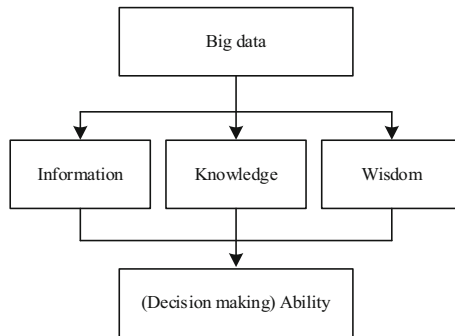 Big data
Information
Knowledge
Wisdom
(Decision making) Ability